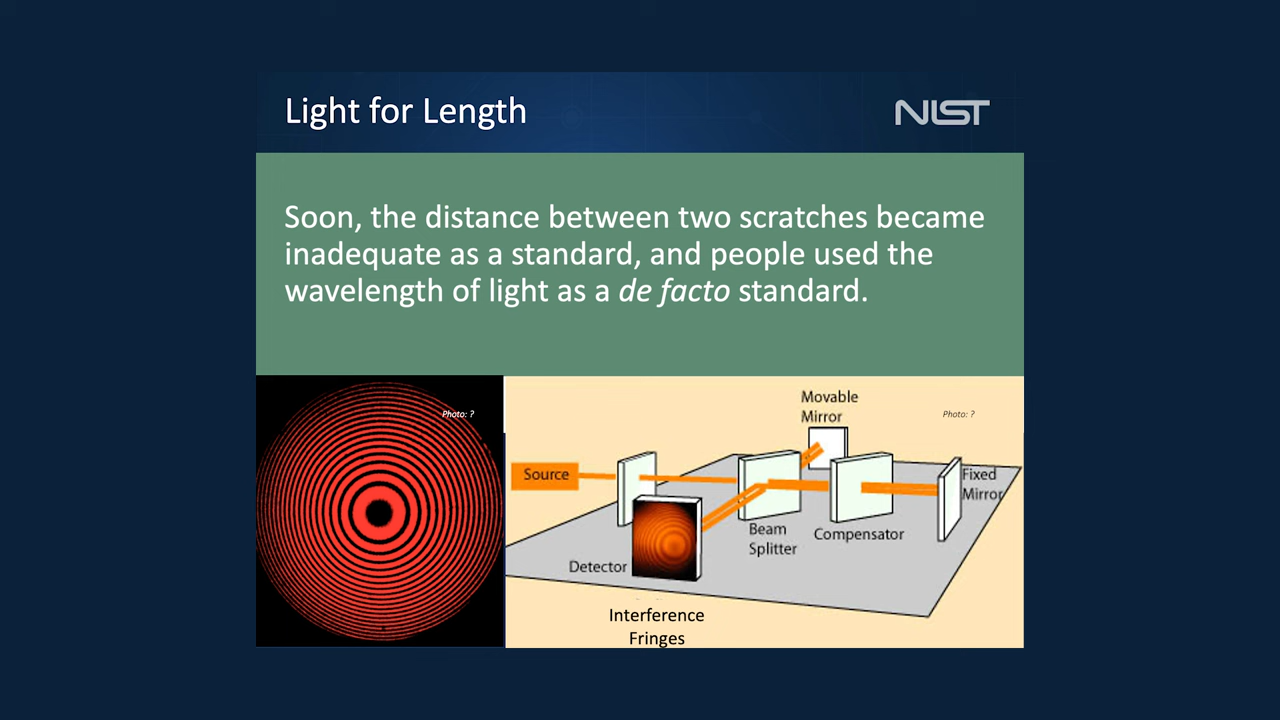 Light for Length
NIST
Soon, the distance between two scratches became
inadequate as a standard, and people used the
wavelength of light as a de facto standard.
Photo: ?
Movable
Mirror
Photo: ?
Source
Fixed
Mirror
Beam
Splitter
Compensator
Detector
Interference
Fringes